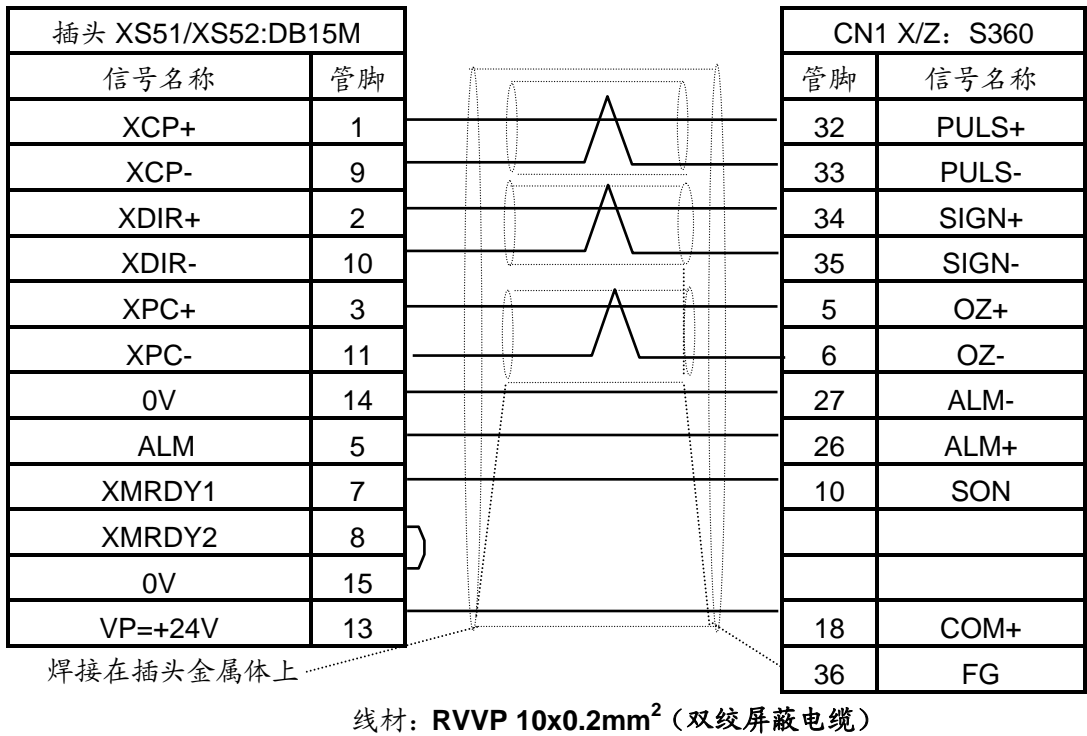 插头 XS51/XS52:DB15M CN1 X/Z：S360
信号名称 管脚 管脚 信号名称
XCP+ 1 32 PULS+
XCP- 9 33 PULS-
XDIR+ 2 34 SIGN+
XDIR- 10 35 SIGN-
XPC+ 3 5 OZ+
XPC- 11 6 OZ-
0V 14 27 ALM-
ALM 5 26 ALM+
XMRDY1 7 10 SON
XMRDY2 8
0V 15
VP=+24V 13 18 COM+
焊接在插头金属体上 36 FG
线材：RVVP 10x0.2mm²（双绞屏蔽电缆）